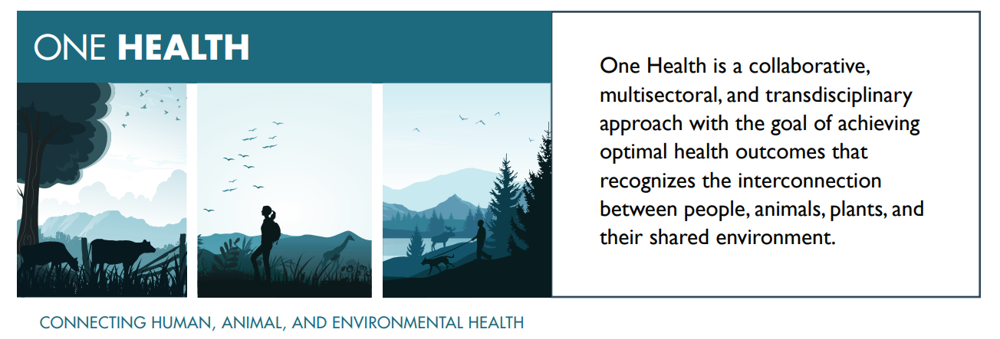 ONE HEALTH
One Health is a collaborative,
multisectoral, and transdisciplinary
approach with the goal of achieving
optimal health outcomes that
recognizes the interconnection
between people, animals, plants, and
their shared environment.
CONNECTING HUMAN, ANIMAL, AND ENVIRONMENTAL HEALTH